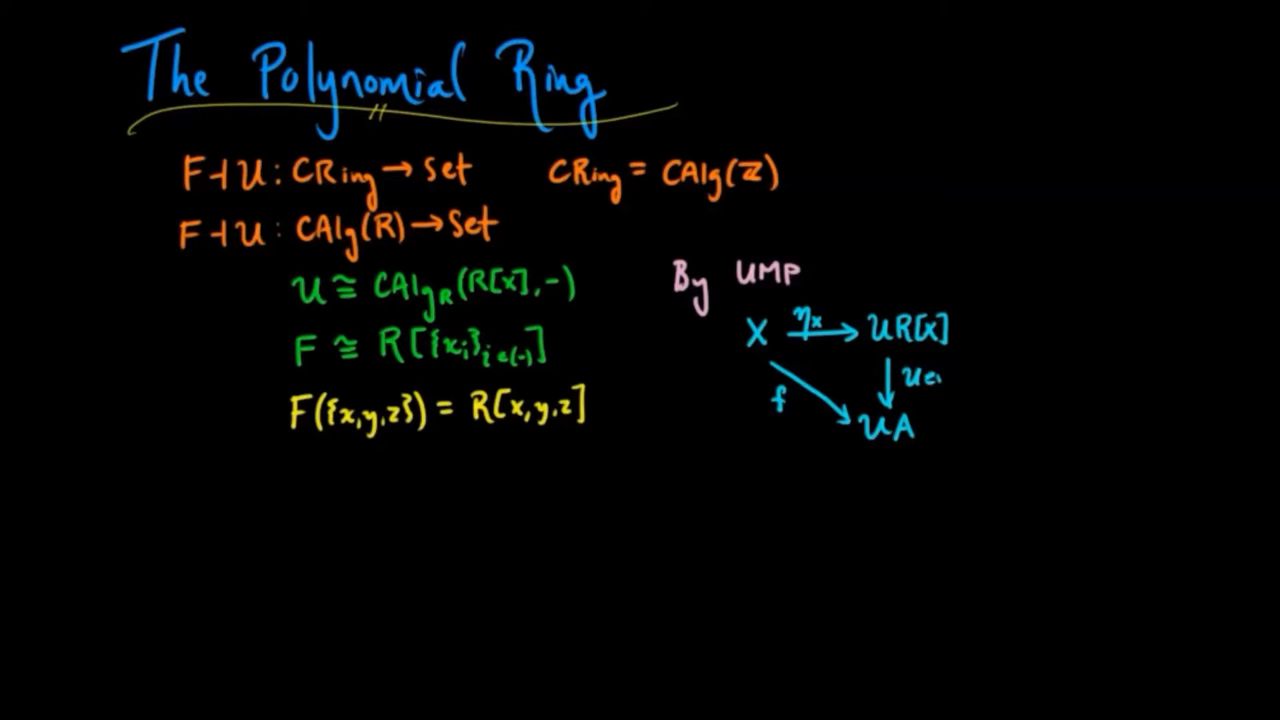 The Polynomial Ring
F ⊣ U : CRing → Set CRing = CAlg(ℤ)
F ⊣ U : CAlg(R) → Set
U ≅ CAlg_R(R[x], -)
F ≅ R[{x_i}_{i∈(-)}]
F({x,y,z}) = R[x,y,z]
By UMP
X η_x UR[x]
f
UA